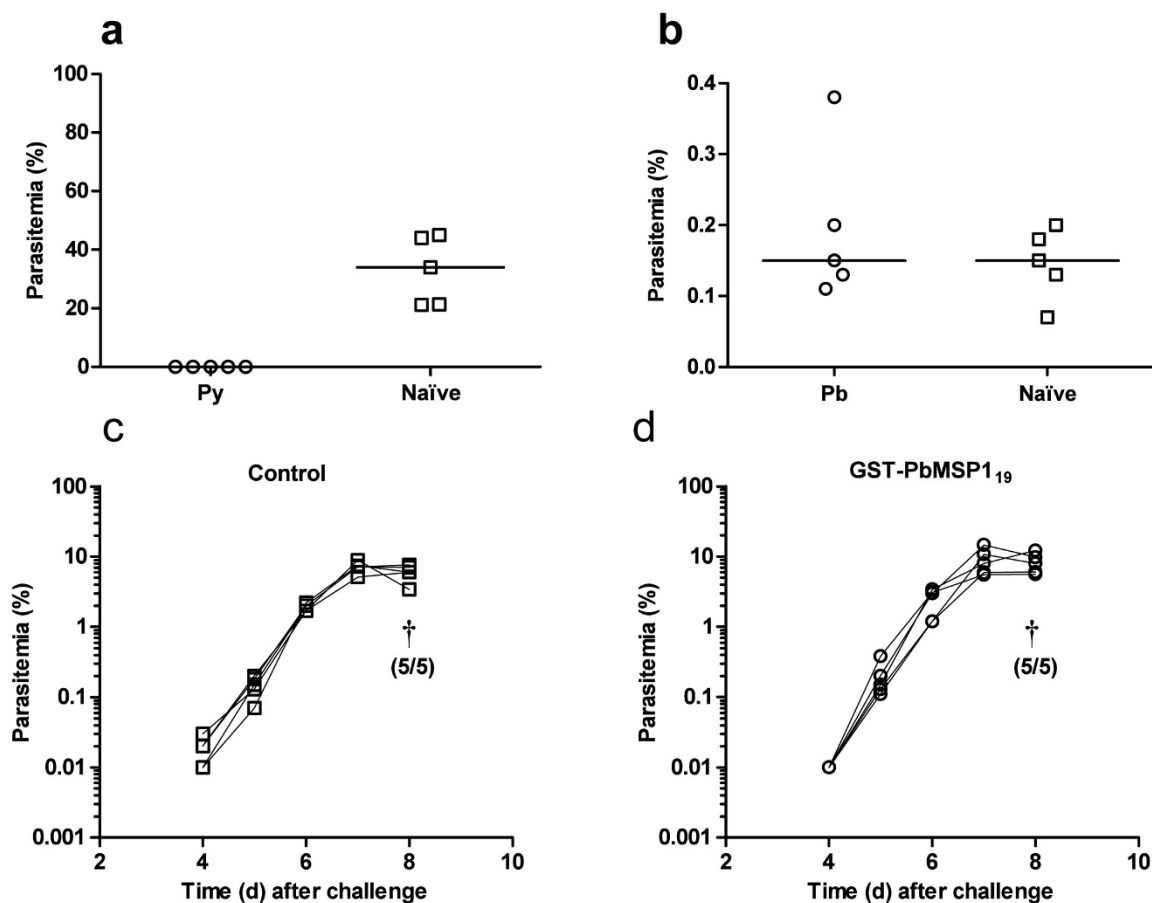 a
Parasitemia (%)
100
80
60
40
20
0
Py
Naïve
b
Parasitemia (%)
0.4
0.3
0.2
0.1
0.0
Pb
Naïve
c
Control
Parasitemia (%)
100
10
1
0.1
0.01
0.001
†
(5/5)
2
4
6
8
10
Time (d) after challenge
d
GST-PbMSP1₁₉
Parasitemia (%)
100
10
1
0.1
0.01
0.001
†
(5/5)
2
4
6
8
10
Time (d) after challenge